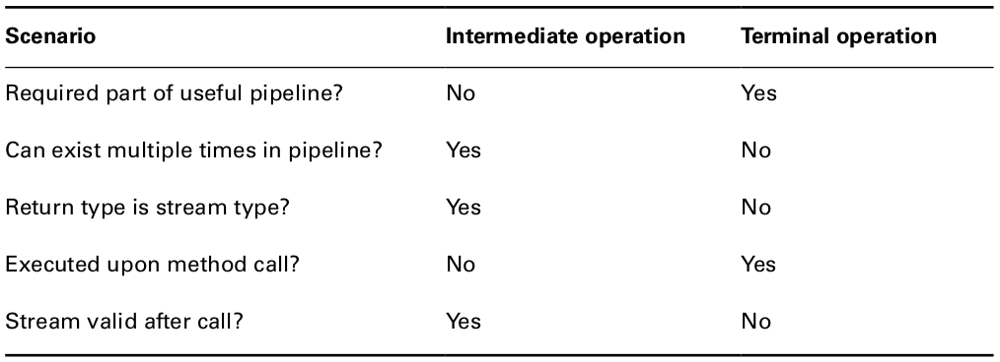 Scenario Intermediate operation Terminal operation
Required part of useful pipeline? No Yes
Can exist multiple times in pipeline? Yes No
Return type is stream type? Yes No
Executed upon method call? No Yes
Stream valid after call? Yes No